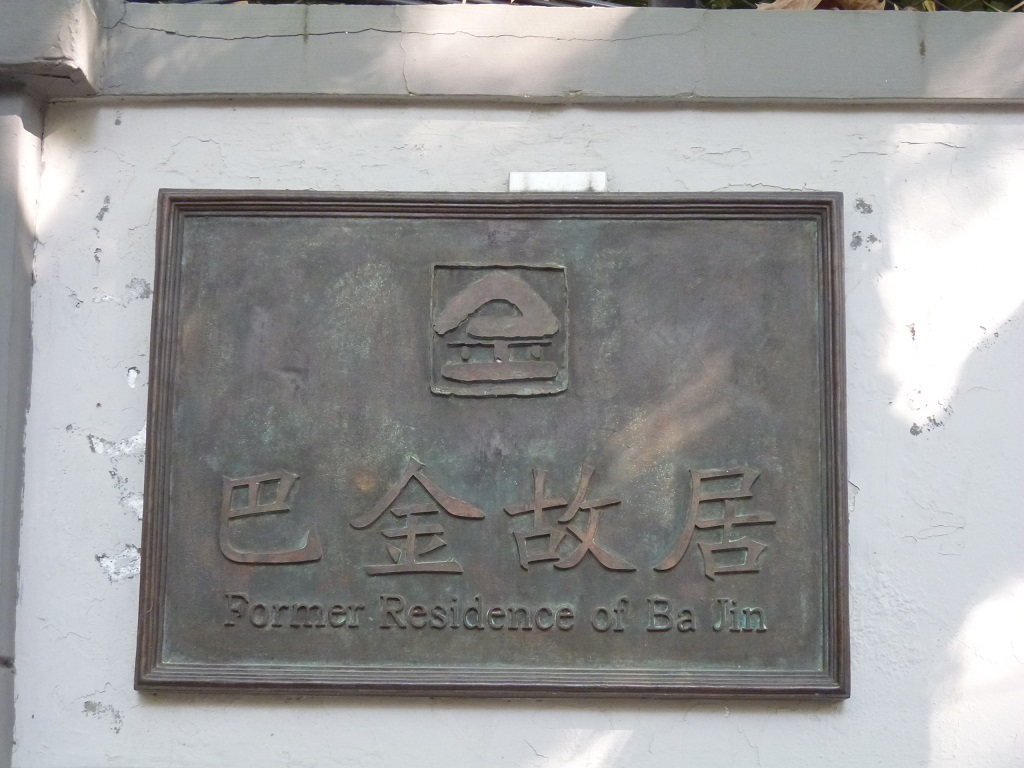 巴金故居
Former Residence of Ba Jin